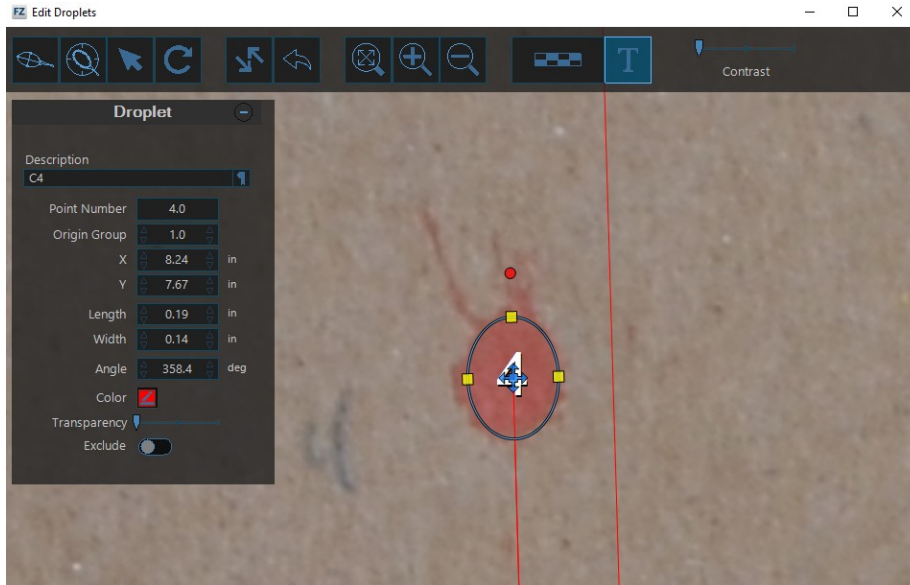 FZ Edit Droplets
T
Contrast
Droplet
Description
C4
Point Number 4.0
Origin Group 1.0
X 8.24 in
Y 7.67 in
Length 0.19 in
Width 0.14 in
Angle 358.4 deg
Color
Transparency
Exclude
4
4